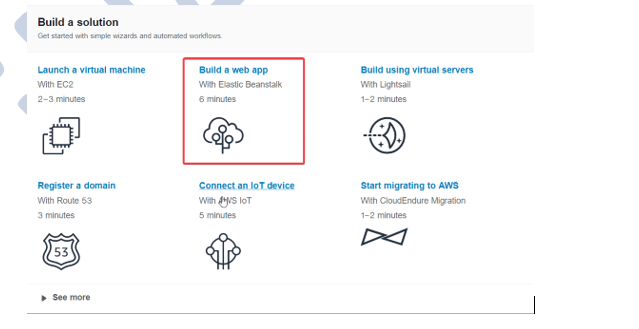 Build a solution
Get started with simple wizards and automated workflows.
Launch a virtual machine
With EC2
2–3 minutes
Build a web app
With Elastic Beanstalk
6 minutes
Build using virtual servers
With Lightsail
1–2 minutes
Register a domain
With Route 53
3 minutes
53
Connect an IoT device
With AWS IoT
5 minutes
Start migrating to AWS
With CloudEndure Migration
1–2 minutes
See more